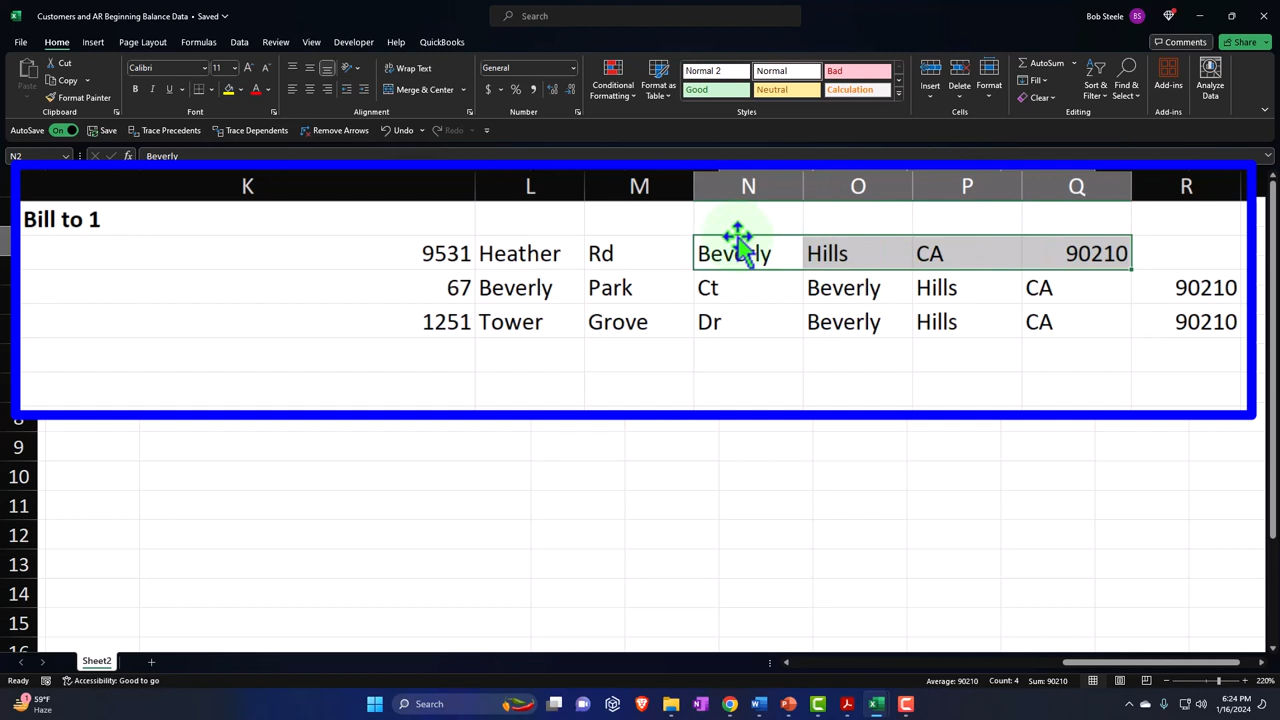 Customers and AR Beginning Balance Data • Saved
Search
Bob Steele BS
File Home Insert Page Layout Formulas Data Review View Developer Help QuickBooks Comments Share
Paste Cut Copy Format Painter Clipboard
Calibri 11 B I U A Font
Wrap Text Merge & Center Alignment
General $ % Number
Conditional Formatting Format as Table
Normal 2 Normal Bad
Good Neutral Calculation
Styles
Insert Delete Format Cells
AutoSum Fill Clear Sort & Filter Find & Select Editing
Add-ins Add-ins
Analyze Data
AutoSave On Save Trace Precedents Trace Dependents Remove Arrows Undo Redo
N2 fx Beverly
K L M N O P Q R
Bill to 1
9531 Heather Rd Beverly Hills CA 90210
67 Beverly Park Ct Beverly Hills CA 90210
1251 Tower Grove Dr Beverly Hills CA 90210
9
10
11
12
13
14
15
Sheet2
Ready Accessibility: Good to go Average: 90210 Count: 4 Sum: 90210 220%
59°F
Haze
Search
6:24 PM
1/16/2024